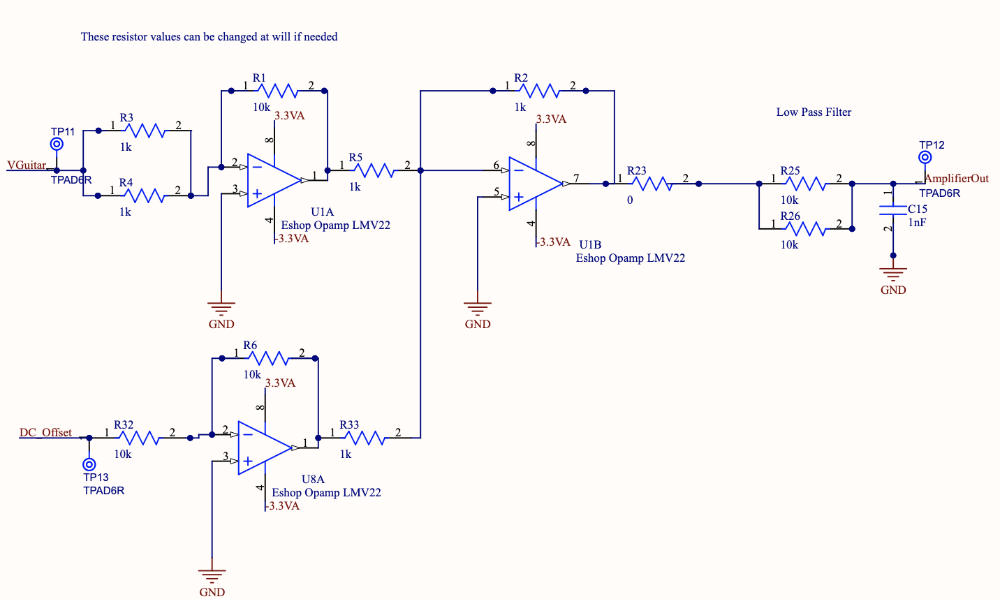 These resistor values can be changed at will if needed
R1
1 2
10k
3.3VA
8
R3
1 2
1k
TP11
VGuitar
1
TPAD6R
R4
1 2
1k
2
3
1
4
U1A
Eshop Opamp LMV22
-3.3VA
GND
R5
1 2
1k
R2
1 2
1k
3.3VA
8
6
5
7
4
-3.3VA
U1B
Eshop Opamp LMV22
GND
R23
1 2
0
Low Pass Filter
R25
1 2
10k
R26
1 2
10k
TP12
AmplifierOut
1
TPAD6R
1
C15
1nF
2
GND
R6
1 2
10k
3.3VA
8
DC_Offset
R32
1 2
10k
TP13
TPAD6R
2
3
1
4
U8A
Eshop Opamp LMV22
-3.3VA
GND
R33
1 2
1k